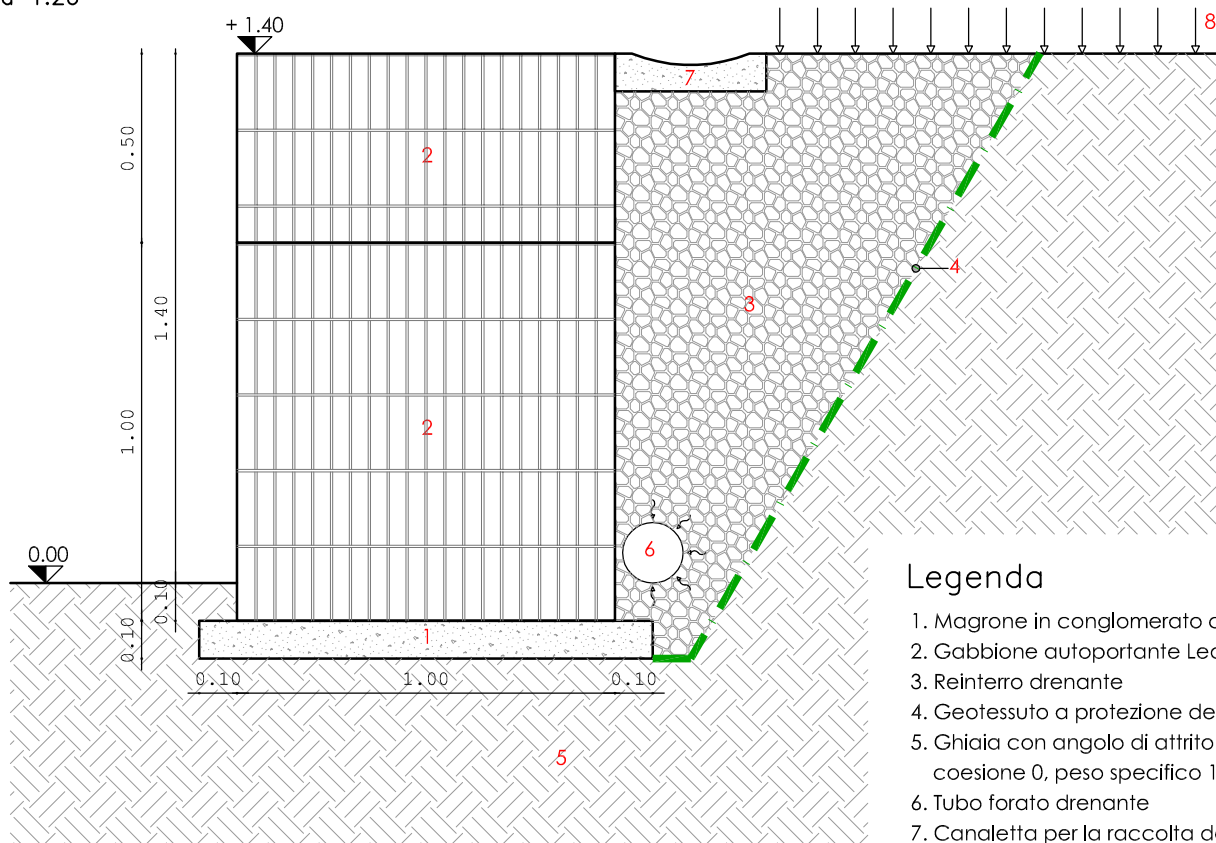 1:20
+ 1.40
8
7
0.50
2
4
3
1.40
1.00
2
6
0.00
0.10
0.10
1
0.10 1.00 0.10
5
Legenda
1. Magrone in conglomerato
2. Gabbione autoportante
3. Reinterro drenante
4. Geotessuto a protezione
5. Ghiaia con angolo di attrito
coesione 0, peso specifico
6. Tubo forato drenante
7. Canaletta per la raccolta